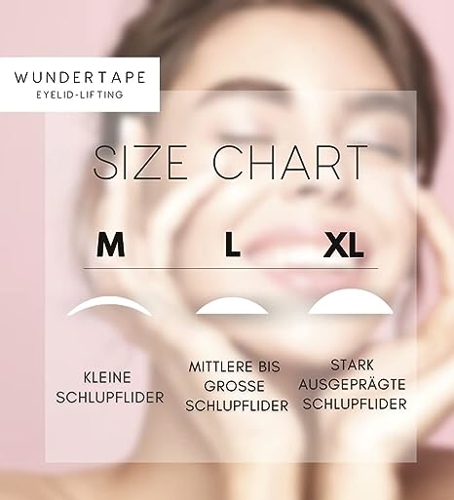 WUNDERTAPE
EYELID-LIFTING
SIZE CHART
M L XL
KLEINE
SCHLUPFLIDER
MITTLERE BIS
GROSSE
SCHLUPFLIDER
STARK
AUSGEPRÄGTE
SCHLUPFLIDER